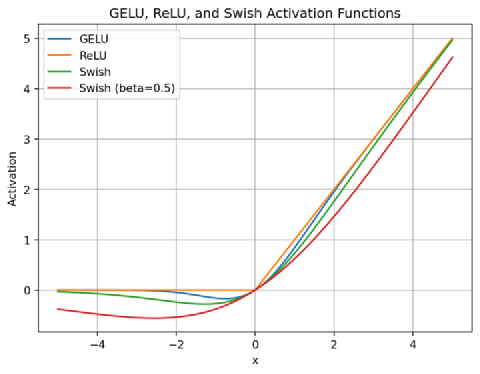 GELU, ReLU, and Swish Activation Functions
GELU
ReLU
Swish
Swish (beta=0.5)
5
4
3
2
1
0
Activation
−4
−2
0
2
4
x